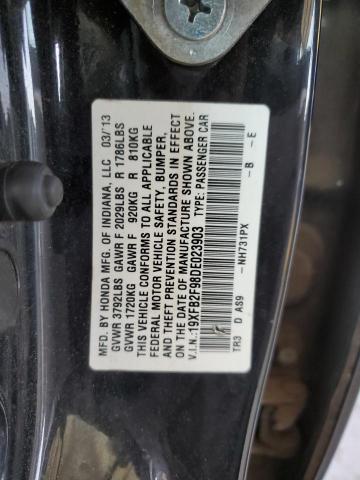 MFD. BY HONDA MFG. OF INDIANA, LLC 03/'13
GVWR 3792LBS GAWR F 2029LBS R 1786LBS
GVWR 1720KG GAWR F 920KG R 810KG
THIS VEHICLE CONFORMS TO ALL APPLICABLE
FEDERAL MOTOR VEHICLE SAFETY, BUMPER,
AND THEFT PREVENTION STANDARDS IN EFFECT
ON THE DATE OF MANUFACTURE SHOWN ABOVE.
V.I.N.:19XFB2F98DE023903 TYPE: PASSENGER CAR
TR3 D AS9 -NH731PX -B -E